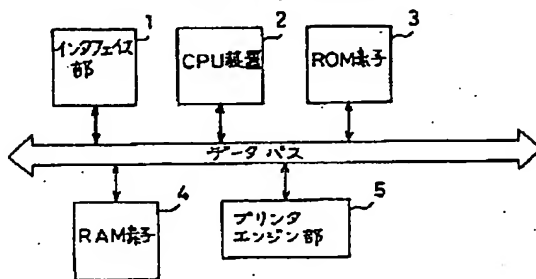 1
インタフェイス
部
2
CPU装置
3
ROM素子
データバス
4
RAM素子
5
プリンタ
エンジン部